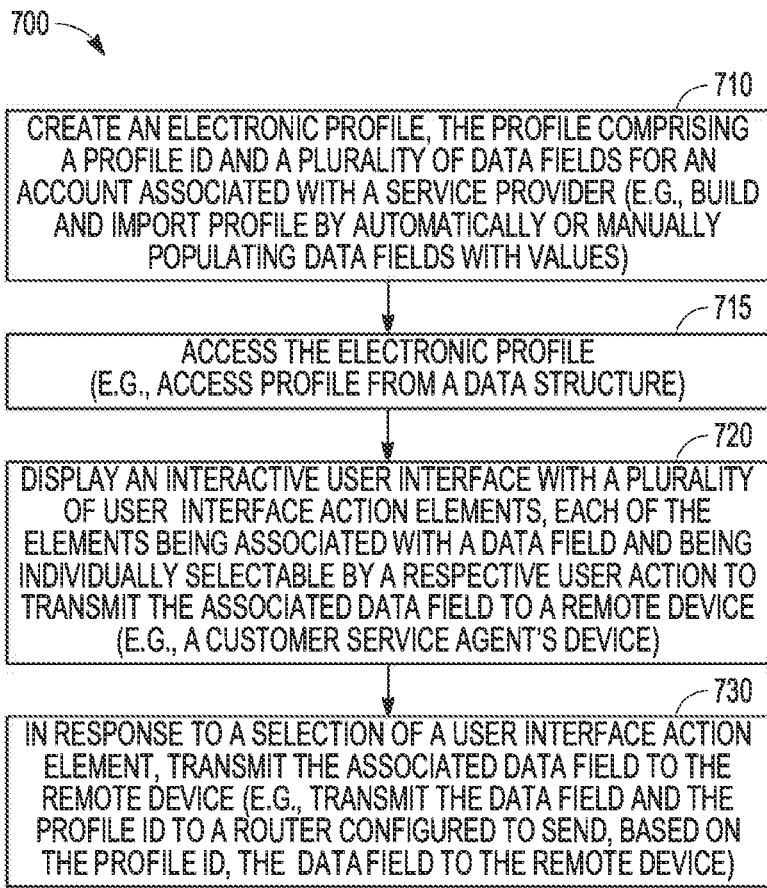 700
710
CREATE AN ELECTRONIC PROFILE, THE PROFILE COMPRISING
A PROFILE ID AND A PLURALITY OF DATA FIELDS FOR AN
ACCOUNT ASSOCIATED WITH A SERVICE PROVIDER (E.G., BUILD
AND IMPORT PROFILE BY AUTOMATICALLY OR MANUALLY
POPULATING DATA FIELDS WITH VALUES)
715
ACCESS THE ELECTRONIC PROFILE
(E.G., ACCESS PROFILE FROM A DATA STRUCTURE)
720
DISPLAY AN INTERACTIVE USER INTERFACE WITH A PLURALITY
OF USER INTERFACE ACTION ELEMENTS, EACH OF THE
ELEMENTS BEING ASSOCIATED WITH A DATA FIELD AND BEING
INDIVIDUALLY SELECTABLE BY A RESPECTIVE USER ACTION TO
TRANSMIT THE ASSOCIATED DATA FIELD TO A REMOTE DEVICE
(E.G., A CUSTOMER SERVICE AGENT'S DEVICE)
730
IN RESPONSE TO A SELECTION OF A USER INTERFACE ACTION
ELEMENT, TRANSMIT THE ASSOCIATED DATA FIELD TO THE
REMOTE DEVICE (E.G., TRANSMIT THE DATA FIELD AND THE
PROFILE ID TO A ROUTER CONFIGURED TO SEND, BASED ON
THE PROFILE ID, THE DATA FIELD TO THE REMOTE DEVICE)